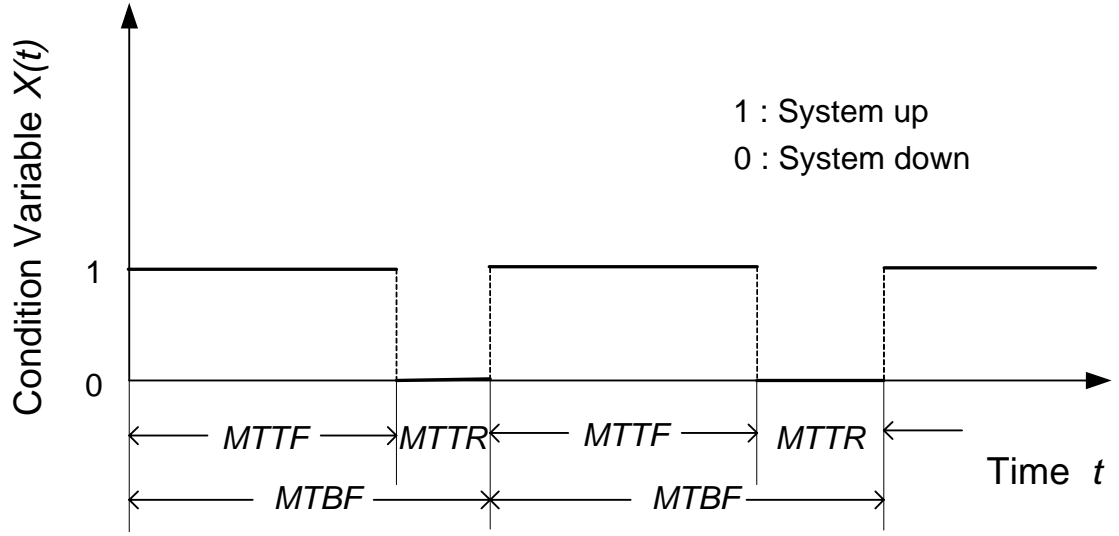 Condition Variable X(t)
1 : System up
0 : System down
1
0
MTTF MTTR MTTF MTTR
Time t
MTBF MTBF